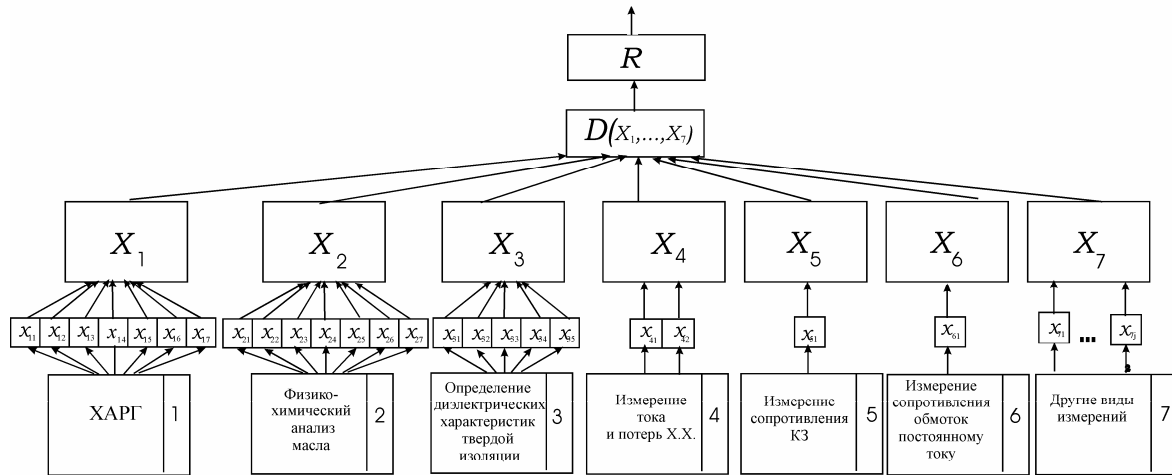 R
D(X₁,...,X₇)
X₁
X₂
X₃
X₄
X₅
X₆
X₇
x₁₁ x₁₂ x₁₃ x₁₄ x₁₅ x₁₆ x₁₇
x₂₁ x₂₂ x₂₃ x₂₄ x₂₅ x₂₆ x₂₇
x₃₁ x₃₂ x₃₃ x₃₄ x₃₅
x₄₁ x₄₂
x₅₁
x₆₁
x₇₁ ... x₇ⱼ
ХАРГ
1
Физико-
химический
анализ
масла
2
Определение
диэлектрических
характеристик
твердой
изоляции
3
Измерение
тока
и потерь Х.Х.
4
Измерение
сопротивления
КЗ
5
Измерение
сопротивления
обмоток
постоянному
току
6
Другие виды
измерений
7